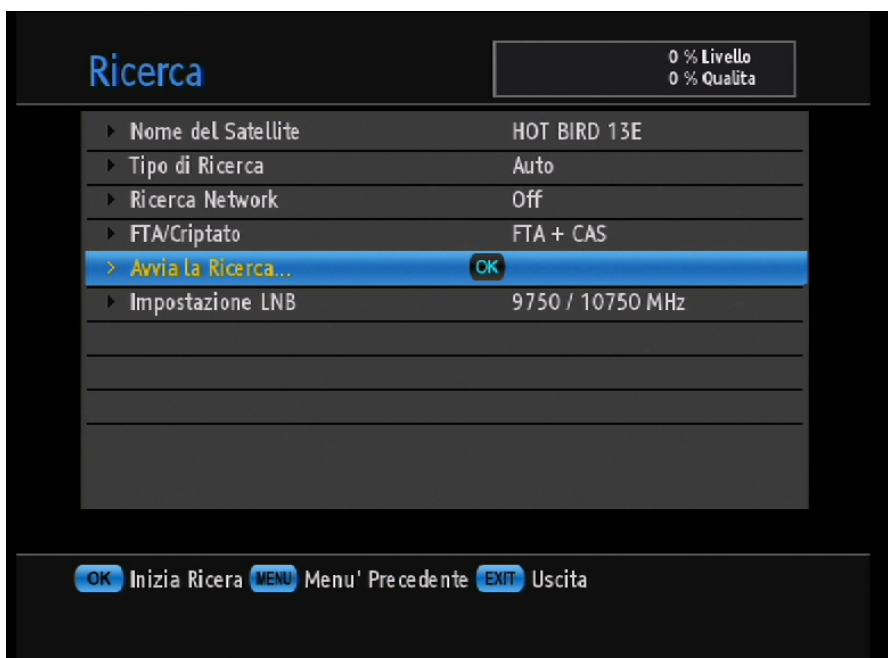 Ricerca
0 % Livello
0 % Qualita
Nome del Satellite HOT BIRD 13E
Tipo di Ricerca Auto
Ricerca Network Off
FTA/Criptato FTA + CAS
> Avvia la Ricerca... OK
Impostazione LNB 9750 / 10750 MHz
OK Inizia Ricera MENU Menu' Precedente EXIT Uscita